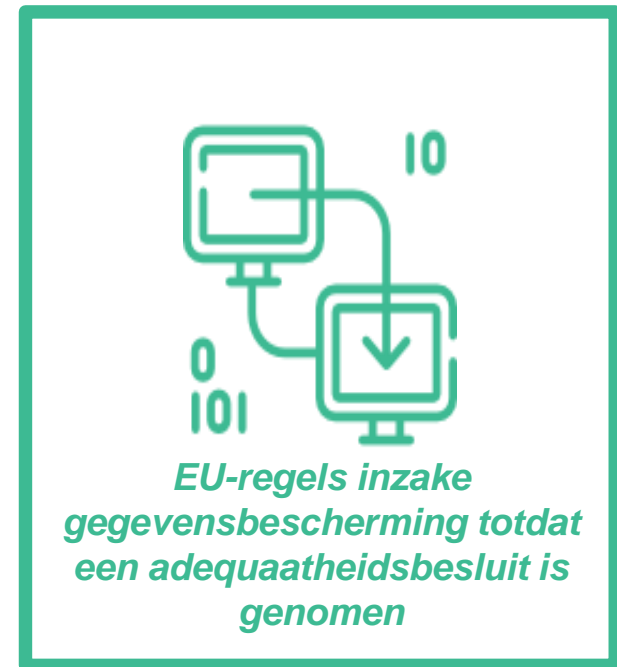 10
0
101
EU-regels inzake
gegevensbescherming totdat
een adequaatheidsbesluit is
genomen